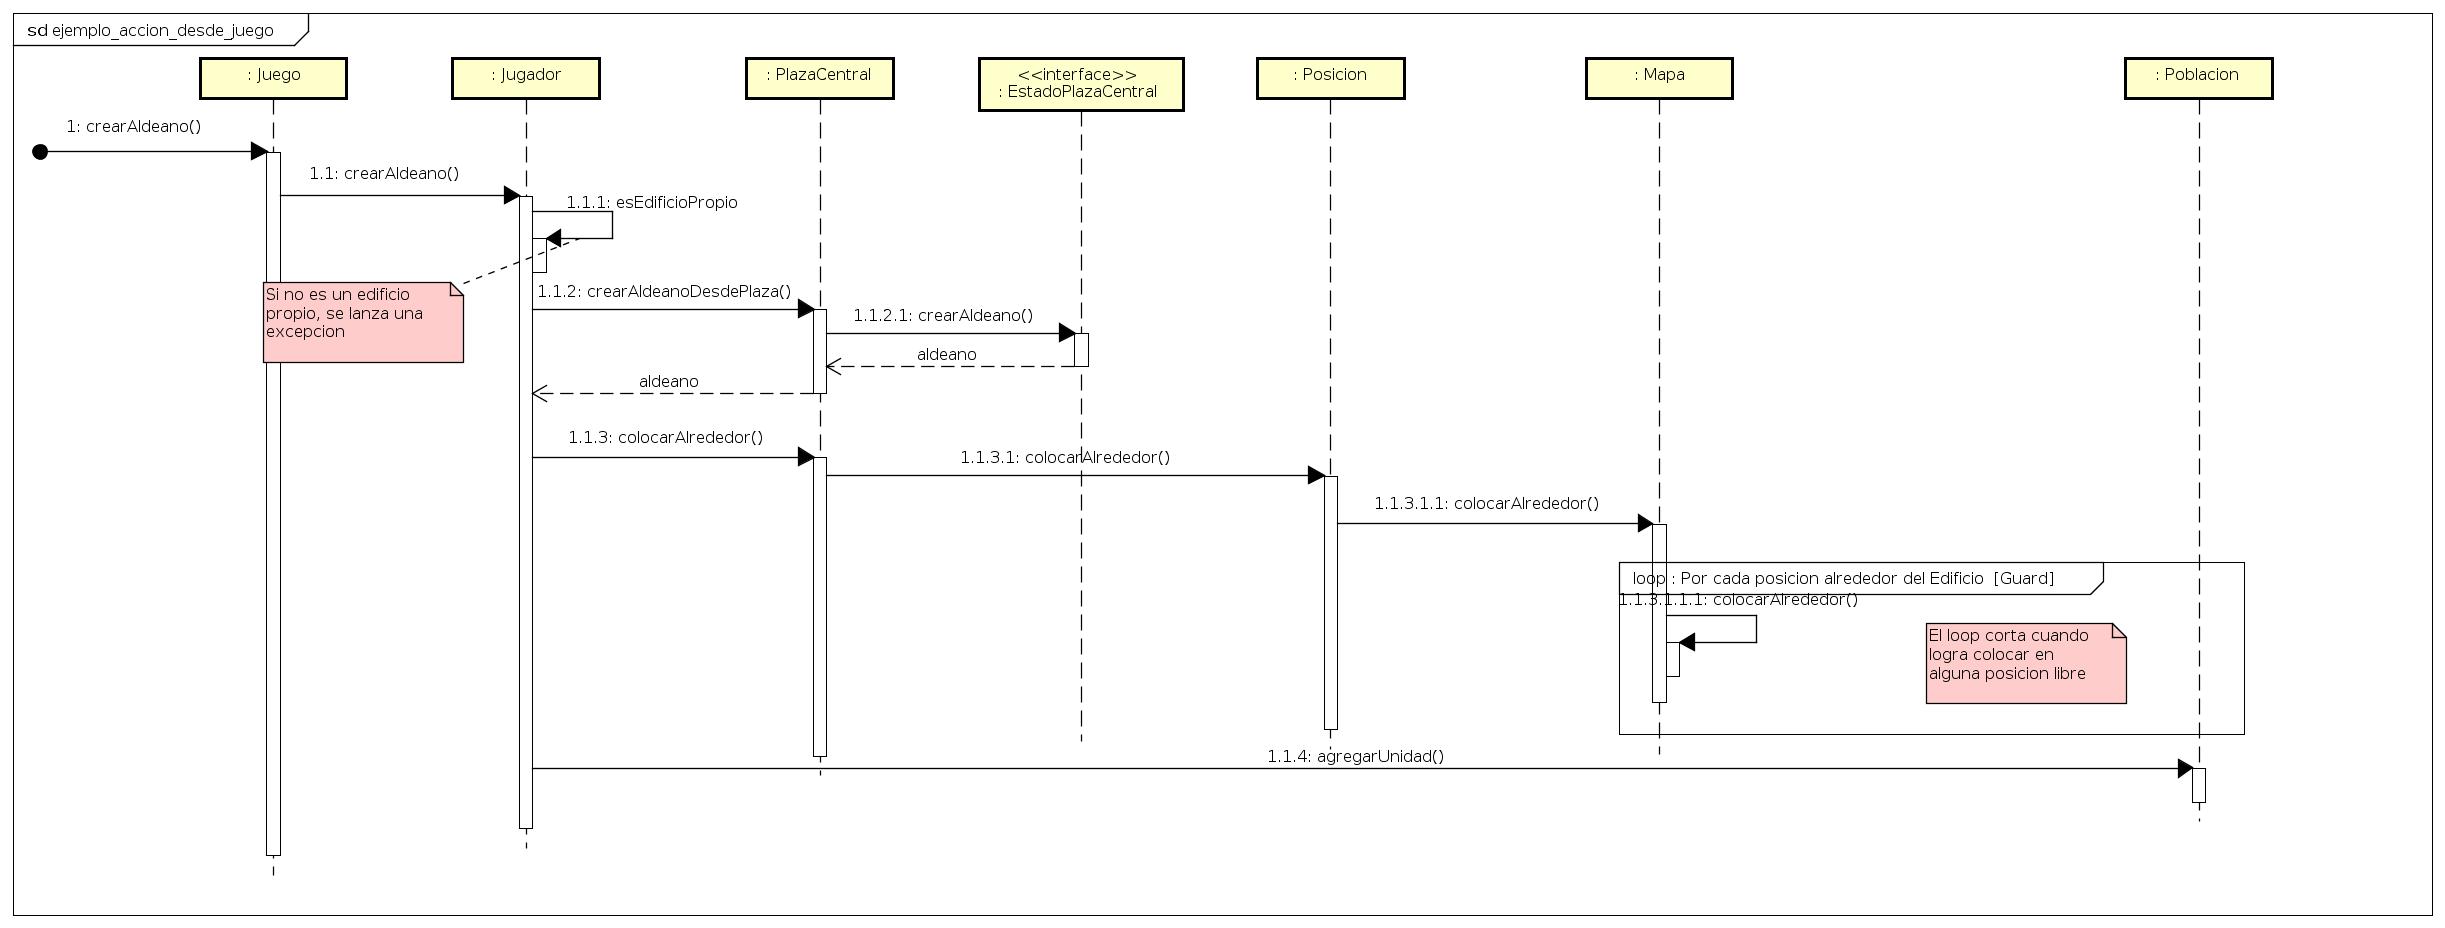 sd ejemplo_accion_desde_juego
: Juego
: Jugador
: PlazaCentral
<<interface>>
: EstadoPlazaCentral
: Posicion
: Mapa
: Poblacion
1: crearAldeano()
1.1: crearAldeano()
1.1.1: esEdificioPropio
Si no es un edificio
propio, se lanza una
excepcion
1.1.2: crearAldeanoDesdePlaza()
1.1.2.1: crearAldeano()
aldeano
aldeano
1.1.3: colocarAlrededor()
1.1.3.1: colocarAlrededor()
1.1.3.1.1: colocarAlrededor()
loop : Por cada posicion alrededor del Edificio [Guard]
1.1.3.1.1.1: colocarAlrededor()
El loop corta cuando
logra colocar en
alguna posicion libre
1.1.4: agregarUnidad()